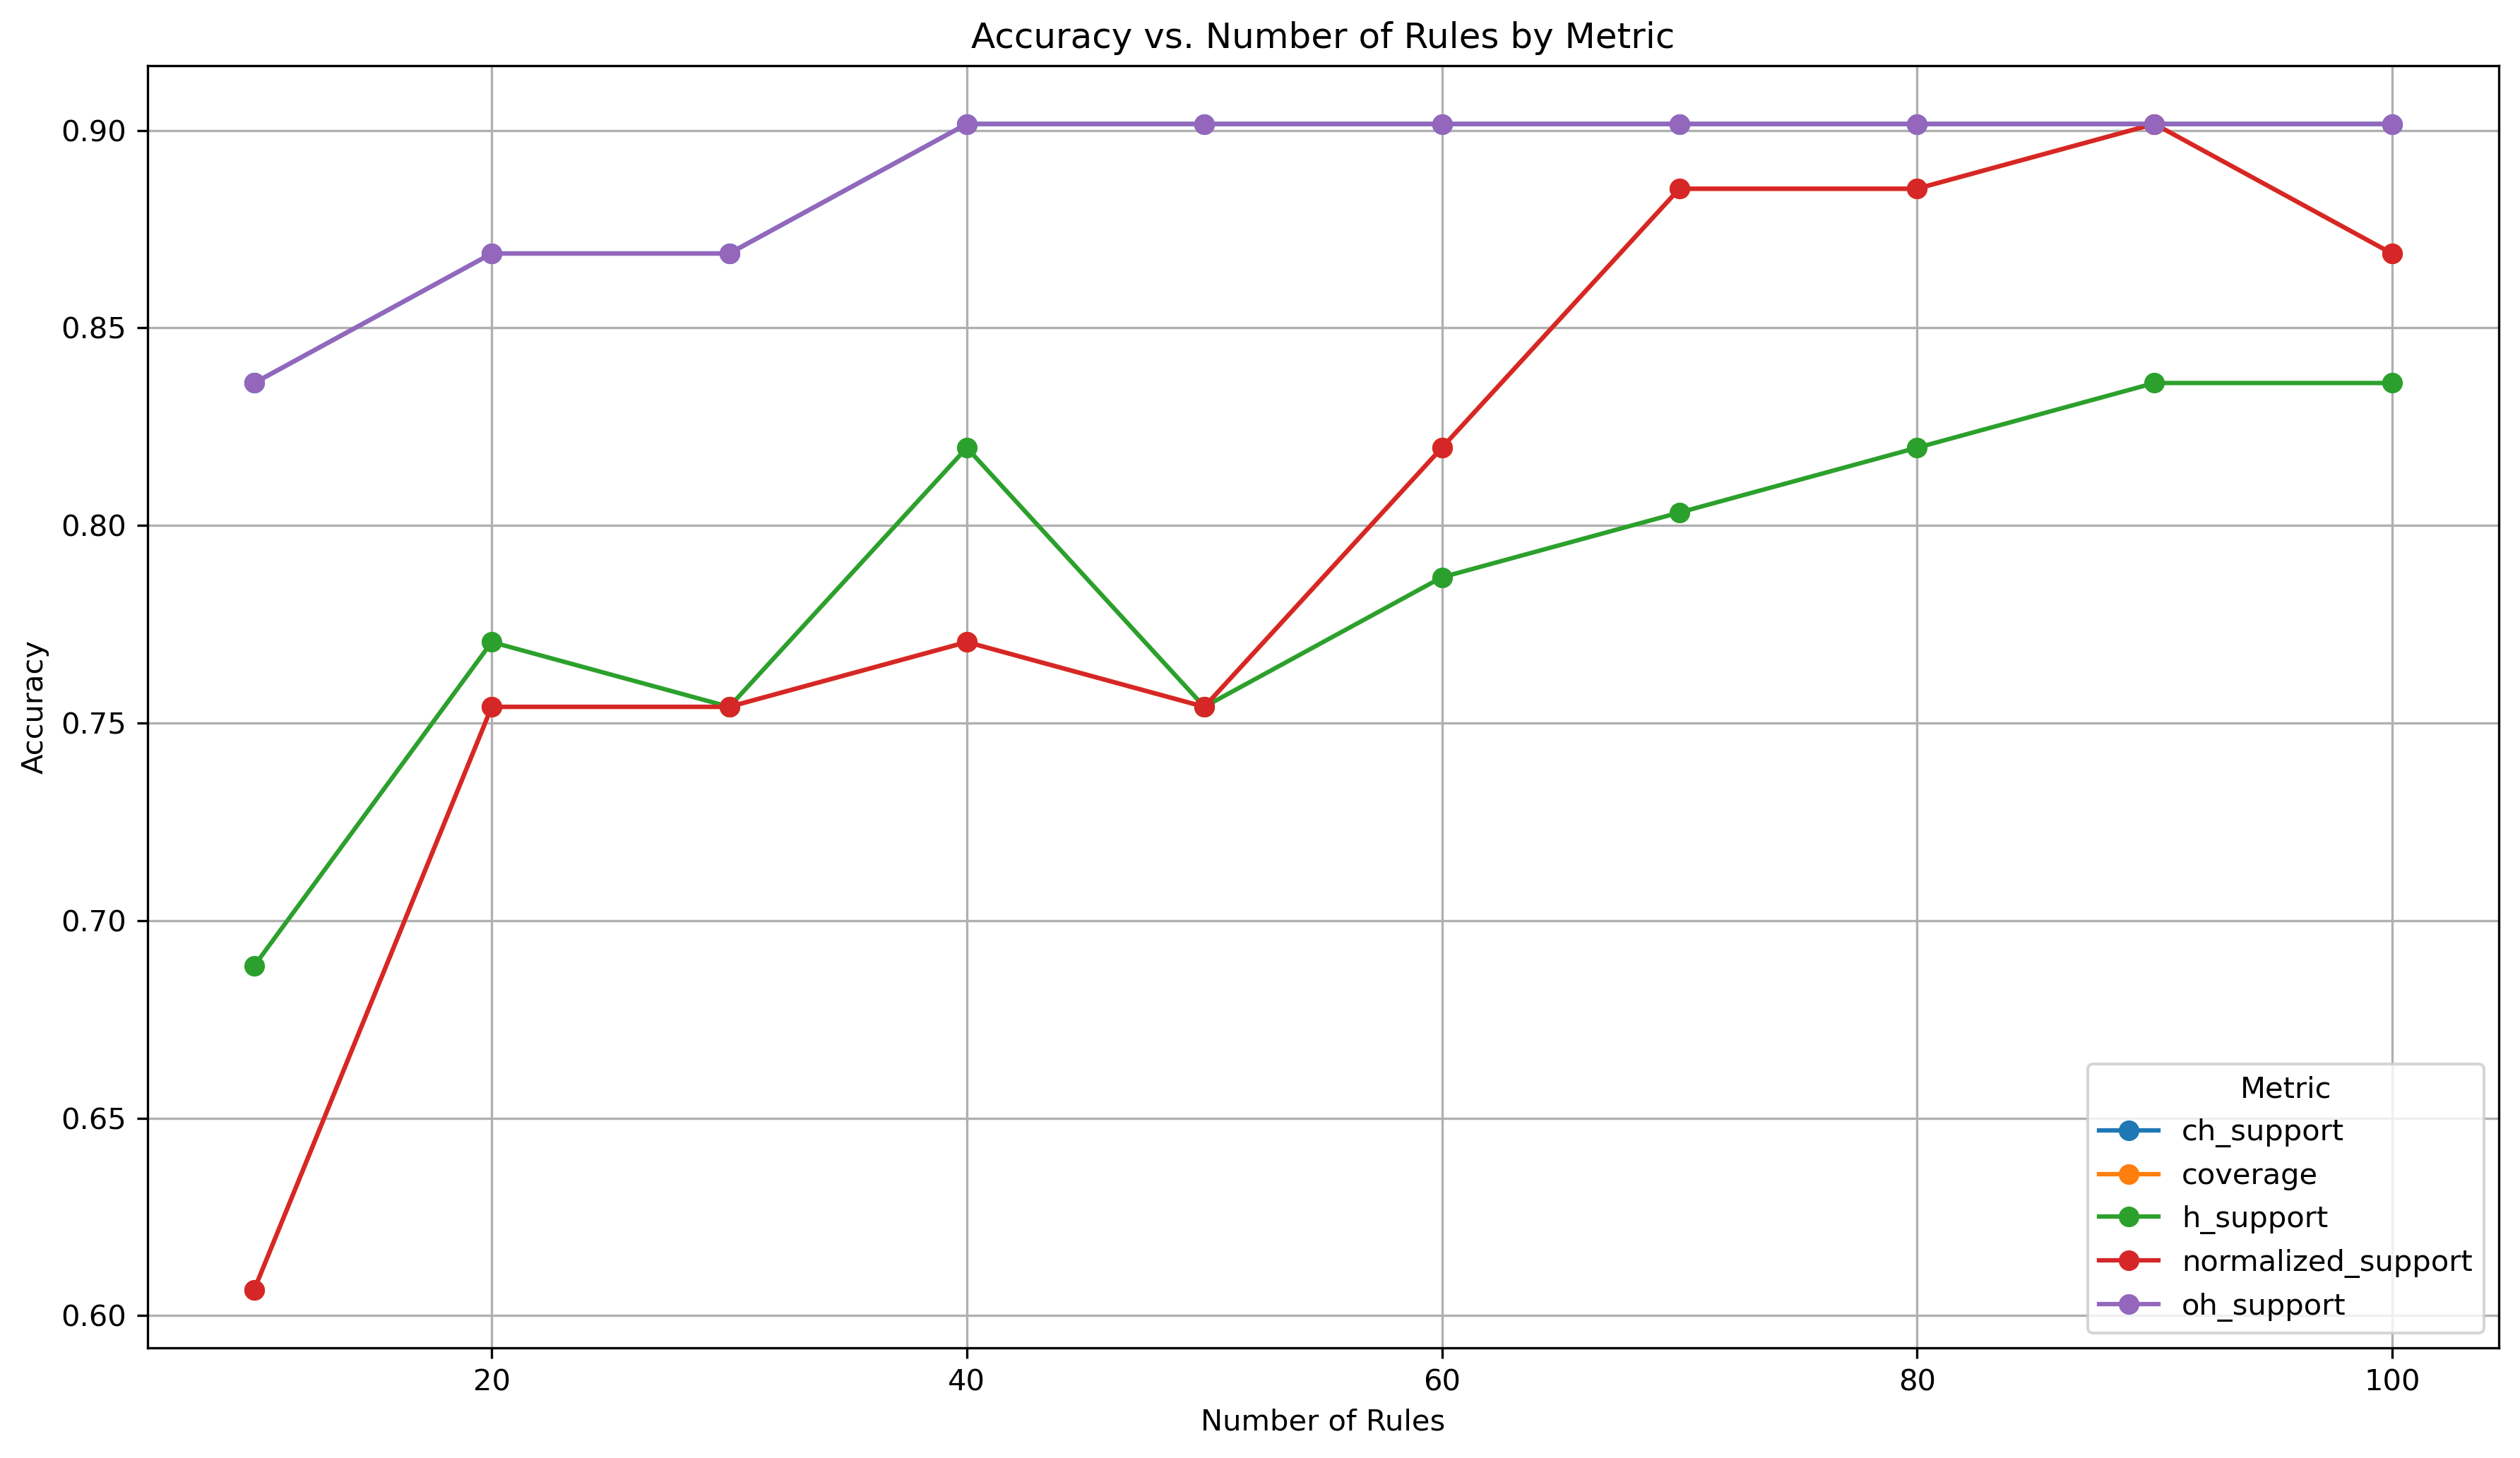 Accuracy vs. Number of Rules by Metric
Accuracy
0.90
0.85
0.80
0.75
0.70
0.65
0.60
20 40 60 80 100
Number of Rules
Metric
ch_support
coverage
h_support
normalized_support
oh_support